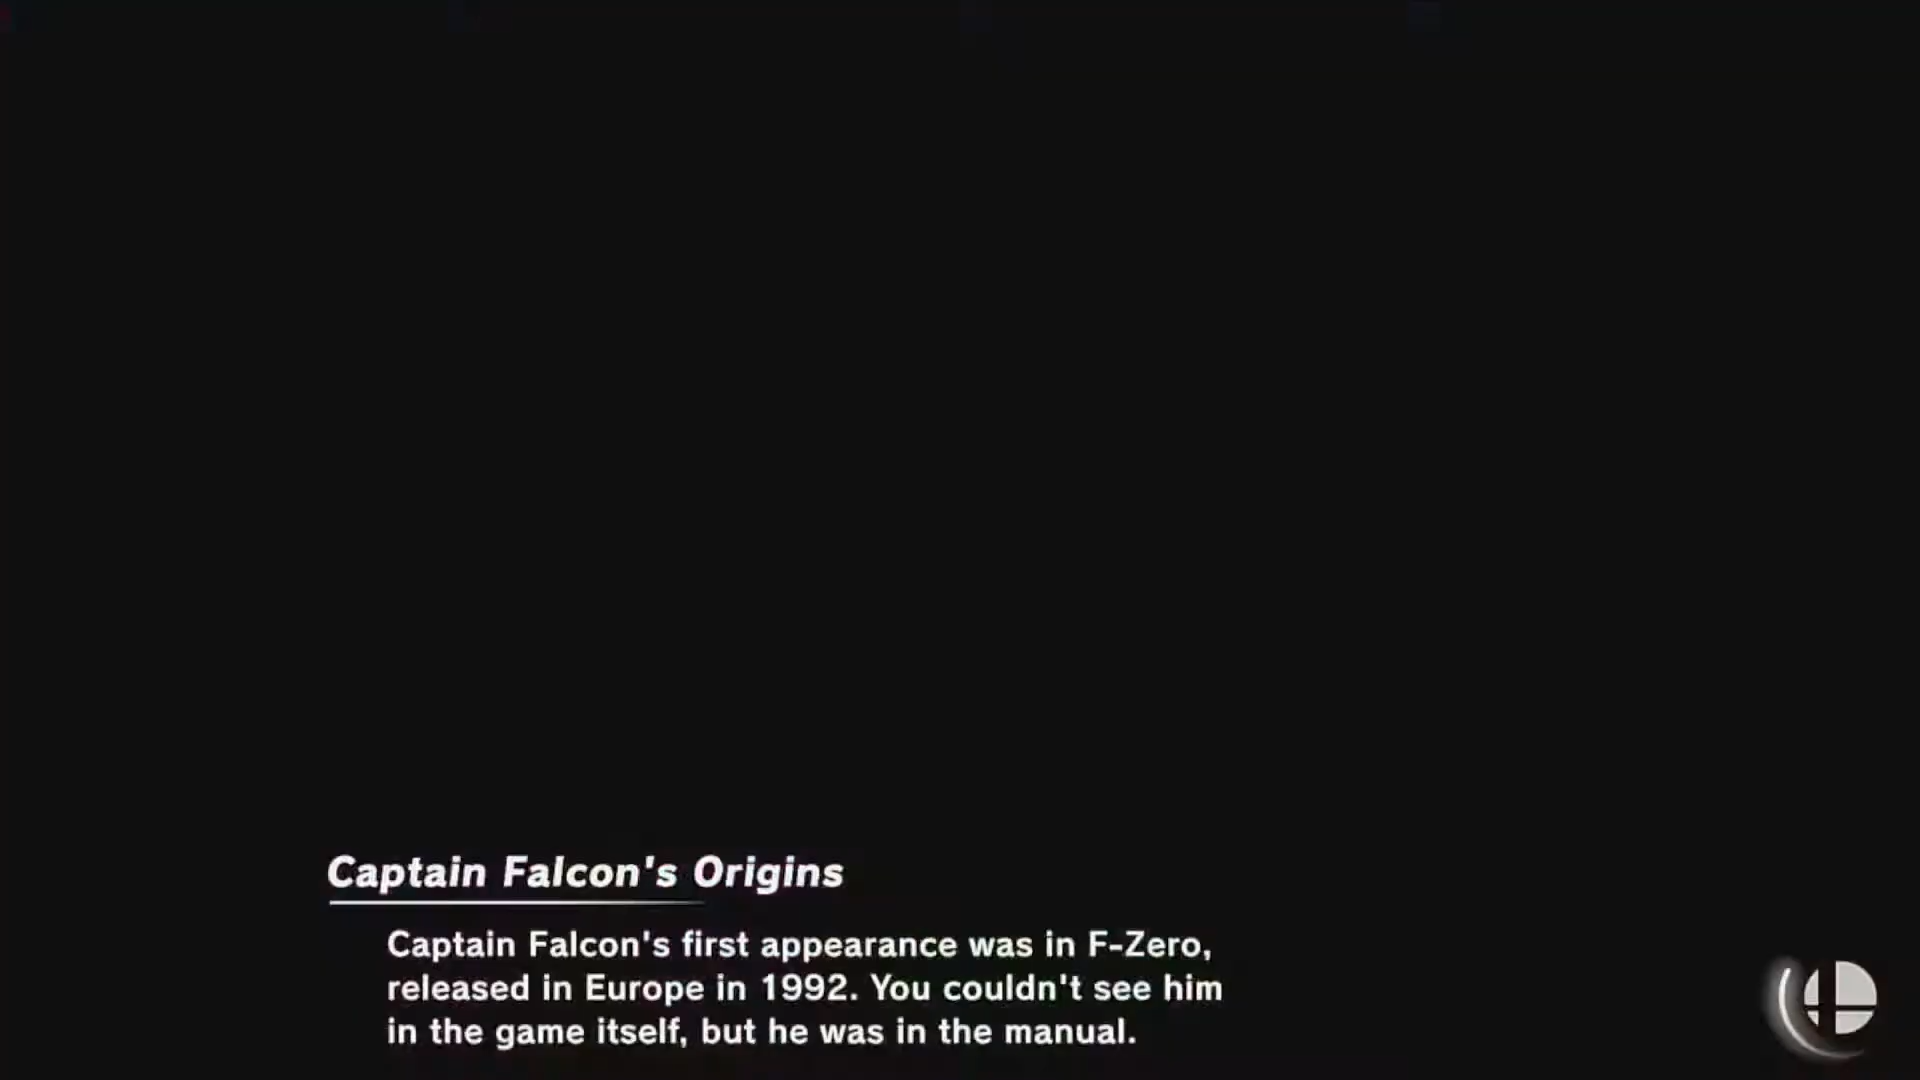 Captain Falcon's Origins
Captain Falcon's first appearance was in F-Zero,
released in Europe in 1992. You couldn't see him
in the game itself, but he was in the manual.